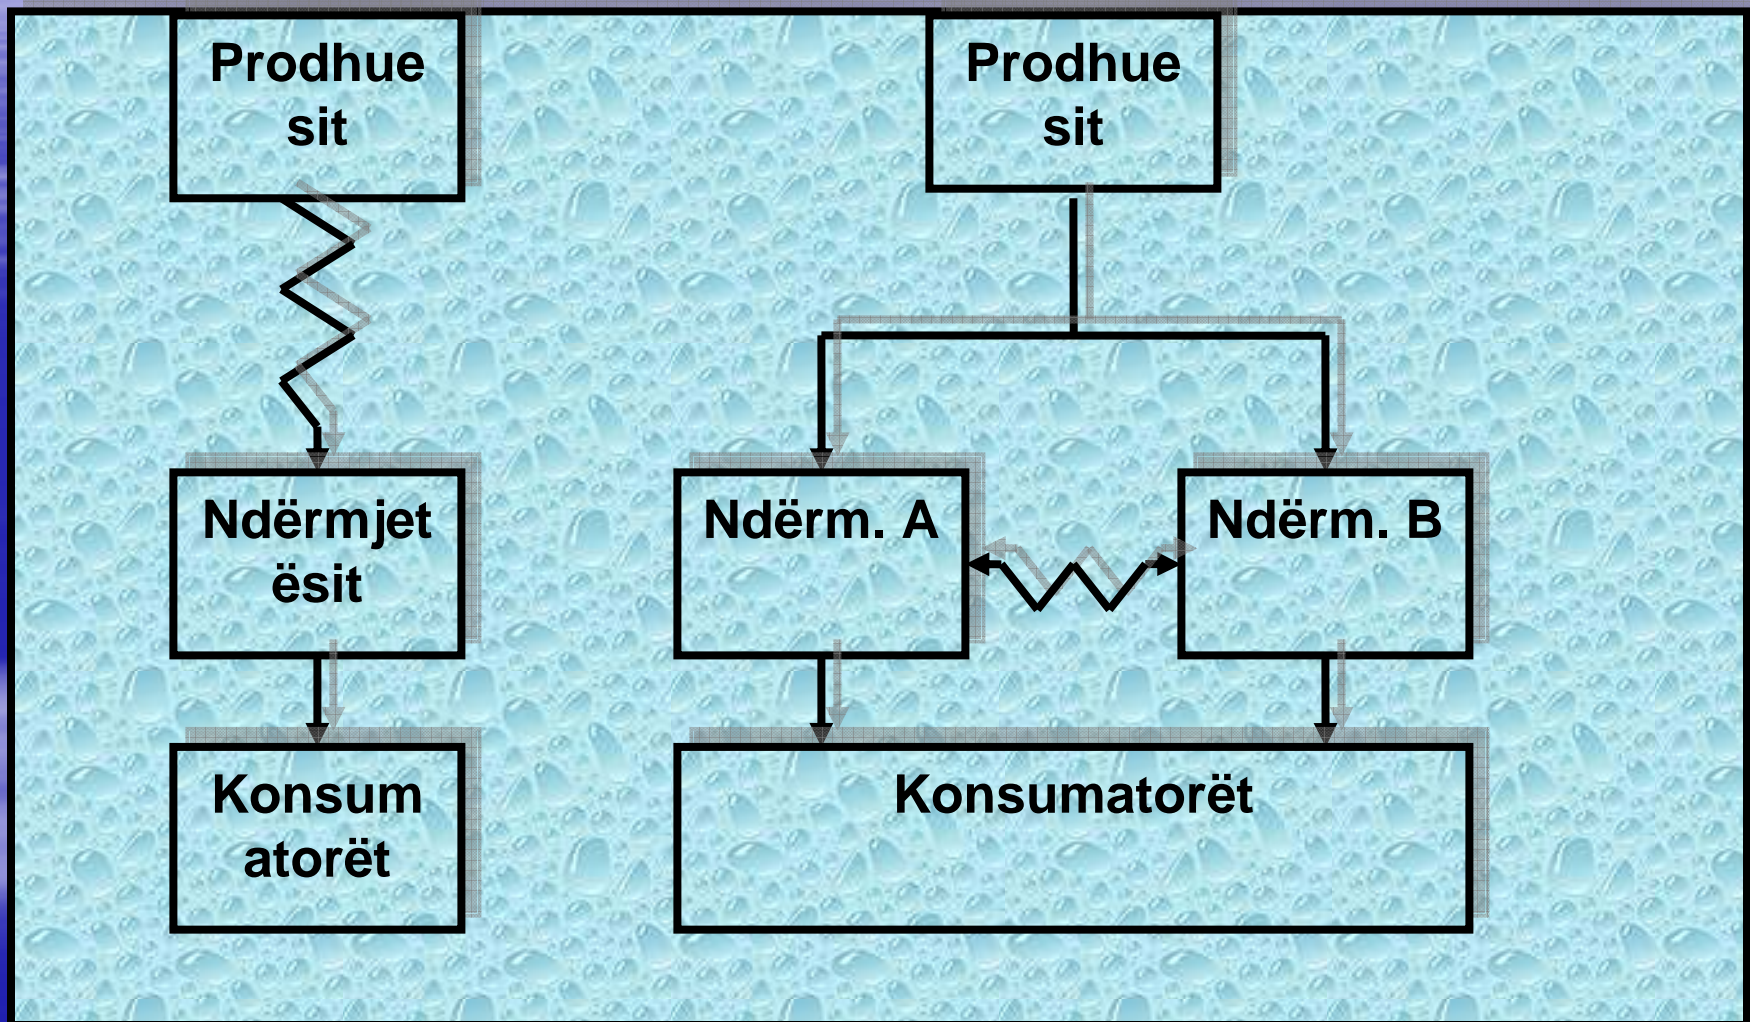 Prodhue
sit
Prodhue
sit
Ndërmjet
ësit
Ndërm. A
Ndërm. B
Konsum
atorët
Konsumatorët